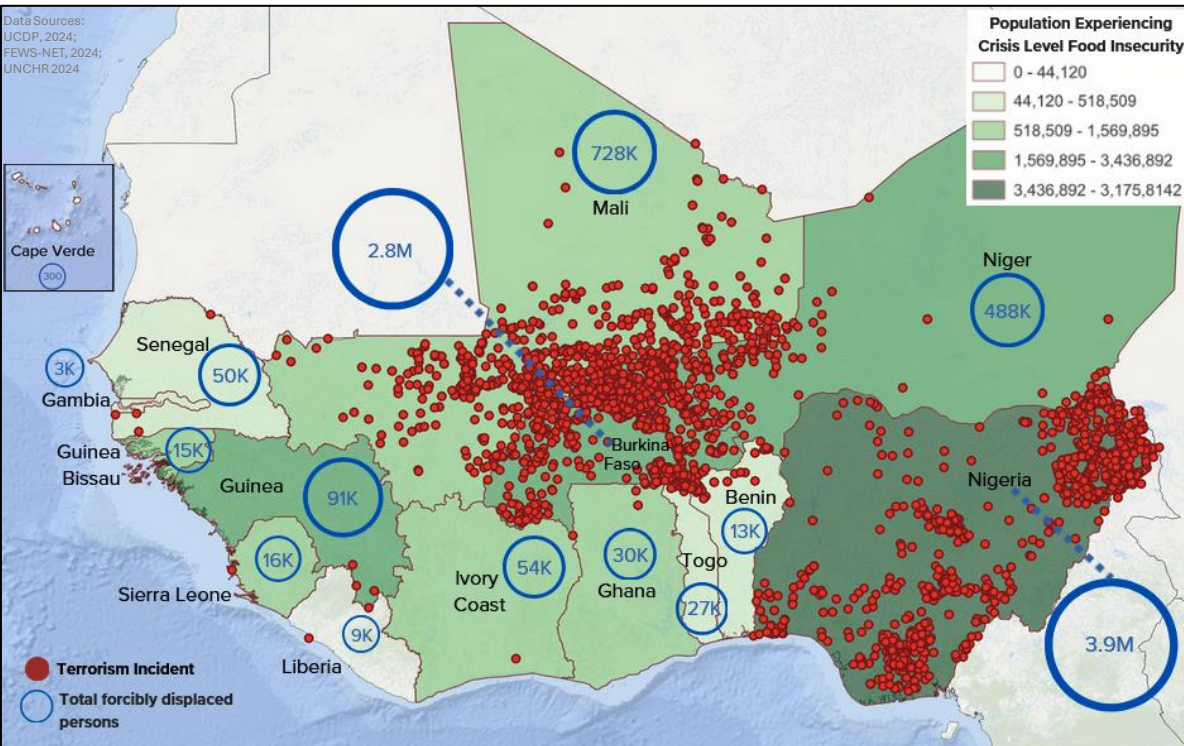 Data Sources:
UCDP, 2024;
FEWS-NET, 2024;
UNCHR 2024
Population Experiencing
Crisis Level Food Insecurity
0 - 44,120
44,120 - 518,509
518,509 - 1,569,895
1,569,895 - 3,436,892
3,436,892 - 3,175,8142
728K
Mali
2.8M
Cape Verde
300
Niger
488K
Senegal
50K
3K
Gambia
15K
Guinea
Bissau
Guinea
91K
Burkina
Faso
Nigeria
Benin
13K
16K
Sierra Leone
54K
Ivory
Coast
30K
Ghana
Togo
27K
9K
Liberia
3.9M
Terrorism Incident
Total forcibly displaced
persons